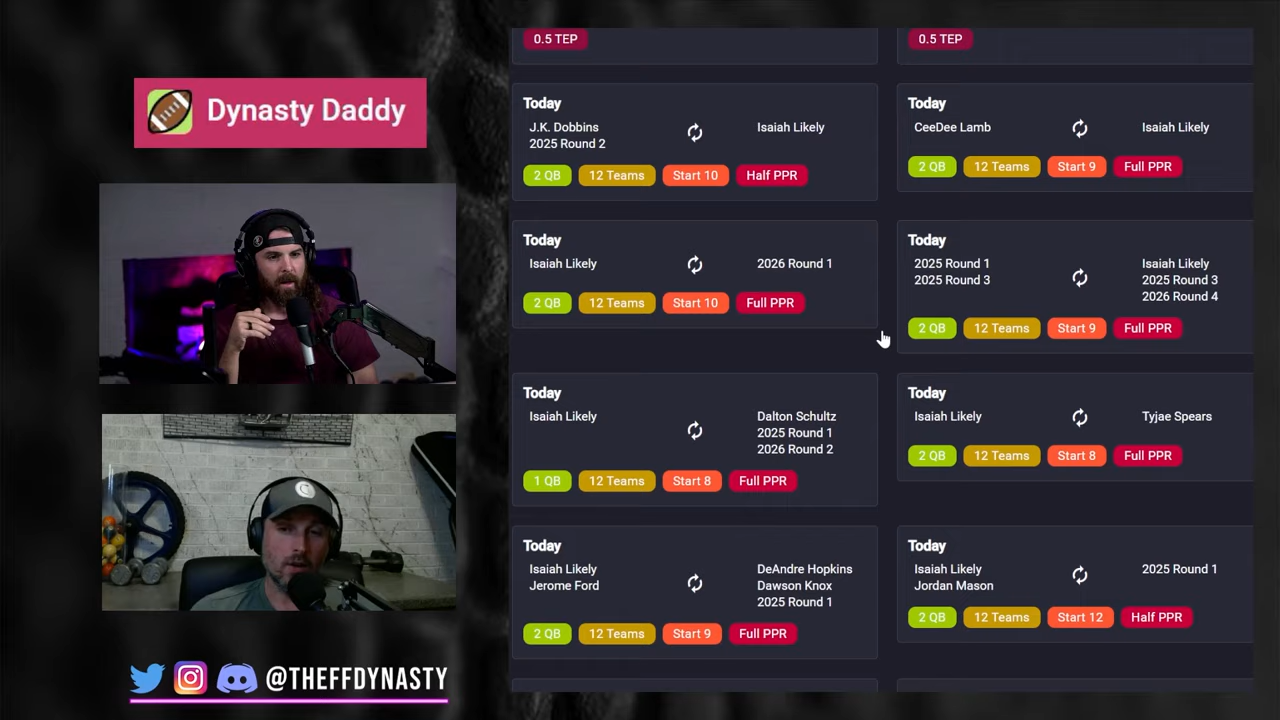 Dynasty Daddy
@THEFFDYNASTY
0.5 TEP
0.5 TEP
Today
J.K. Dobbins
2025 Round 2
Isaiah Likely
2 QB
12 Teams
Start 10
Half PPR
Today
CeeDee Lamb
Isaiah Likely
2 QB
12 Teams
Start 9
Full PPR
Today
Isaiah Likely
2026 Round 1
2 QB
12 Teams
Start 10
Full PPR
Today
2025 Round 1
2025 Round 3
Isaiah Likely
2025 Round 3
2026 Round 4
2 QB
12 Teams
Start 9
Full PPR
Today
Isaiah Likely
Dalton Schultz
2025 Round 1
2026 Round 2
1 QB
12 Teams
Start 8
Full PPR
Today
Isaiah Likely
Tyjae Spears
2 QB
12 Teams
Start 8
Full PPR
Today
Isaiah Likely
Jerome Ford
DeAndre Hopkins
Dawson Knox
2025 Round 1
2 QB
12 Teams
Start 9
Full PPR
Today
Isaiah Likely
Jordan Mason
2025 Round 1
2 QB
12 Teams
Start 12
Half PPR